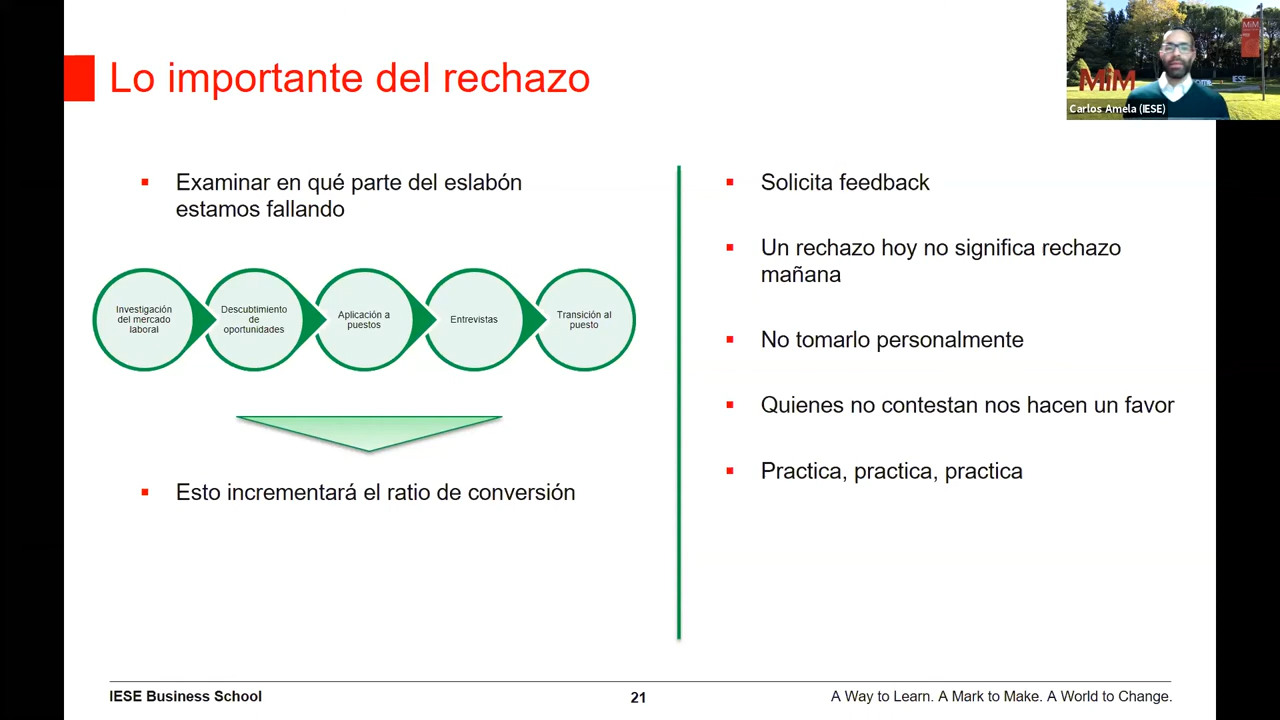 Lo importante del rechazo
MiM
IESE
Carlos Amela (IESE)
Examinar en qué parte del eslabón
estamos fallando
Investigación
del mercado
laboral
Descubtimiento
de
oportunidades
Aplicación a
puestos
Entrevistas
Transición al
puesto
Esto incrementará el ratio de conversión
Solicita feedback
Un rechazo hoy no significa rechazo
mañana
No tomarlo personalmente
Quienes no contestan nos hacen un favor
Practica, practica, practica
IESE Business School
21
A Way to Learn. A Mark to Make. A World to Change.